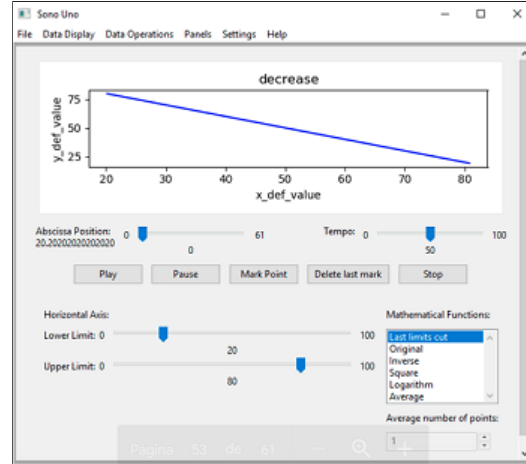 Sono Uno
File Data Display Data Operations Panels Settings Help
decrease
75
50
25
y_def_value
20 30 40 50 60 70 80
x_def_value
Abscissa Position: 0 61 Tempo: 0 100
20.20202020202020
0 50
Play Pause Mark Point Delete last mark Stop
Horizontal Axis: Mathematical Functions:
Lower Limit: 0 100 Last limits cut
20 Original
Inverse
Upper Limit: 0 100 Square
80 Logarithm
Average
Average number of points:
1
Página 53 de 61